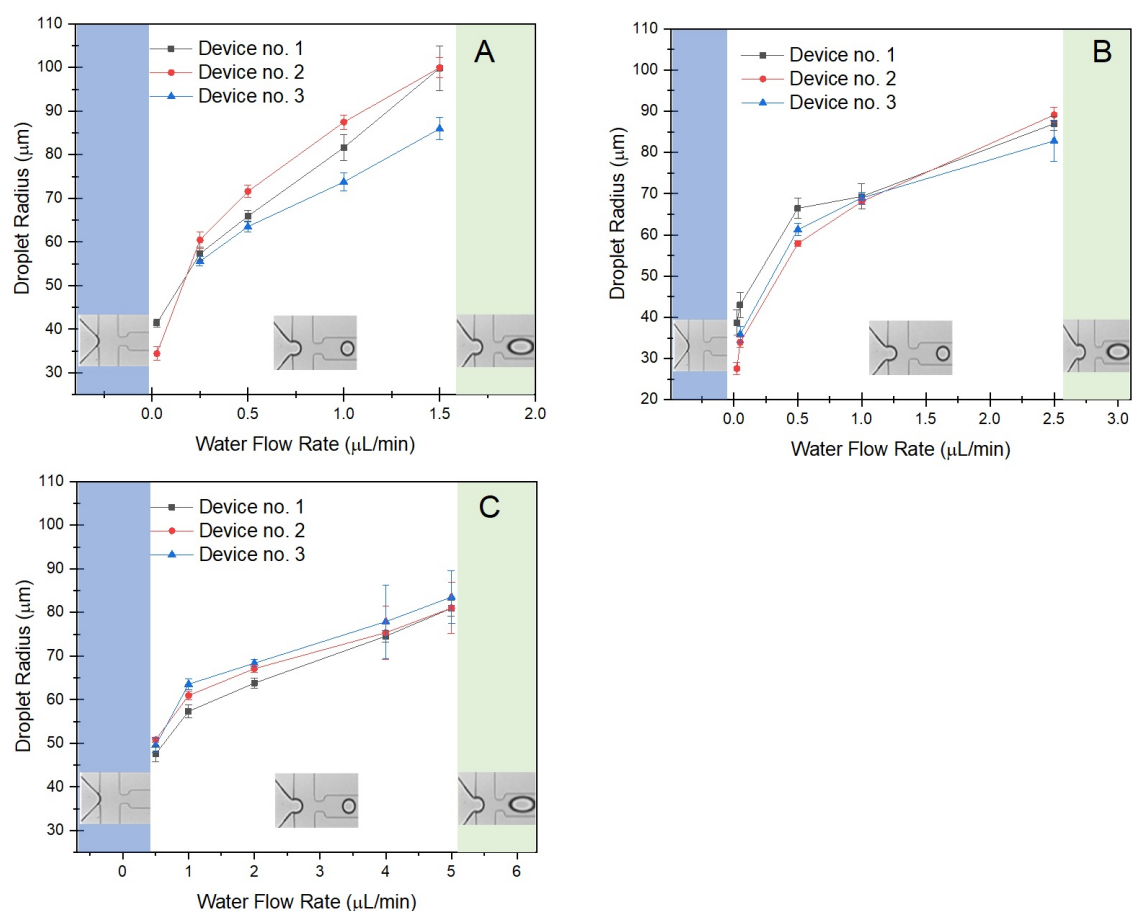 A
Device no. 1
Device no. 2
Device no. 3
110
100
90
80
70
60
50
40
30
Droplet Radius (μm)
0.0 0.5 1.0 1.5 2.0
Water Flow Rate (μL/min)
B
Device no. 1
Device no. 2
Device no. 3
110
100
90
80
70
60
50
40
30
20
Droplet Radius (μm)
0.0 0.5 1.0 1.5 2.0 2.5 3.0
Water Flow Rate (μL/min)
C
Device no. 1
Device no. 2
Device no. 3
110
100
90
80
70
60
50
40
30
Droplet Radius (μm)
0 1 2 3 4 5 6
Water Flow Rate (μL/min)